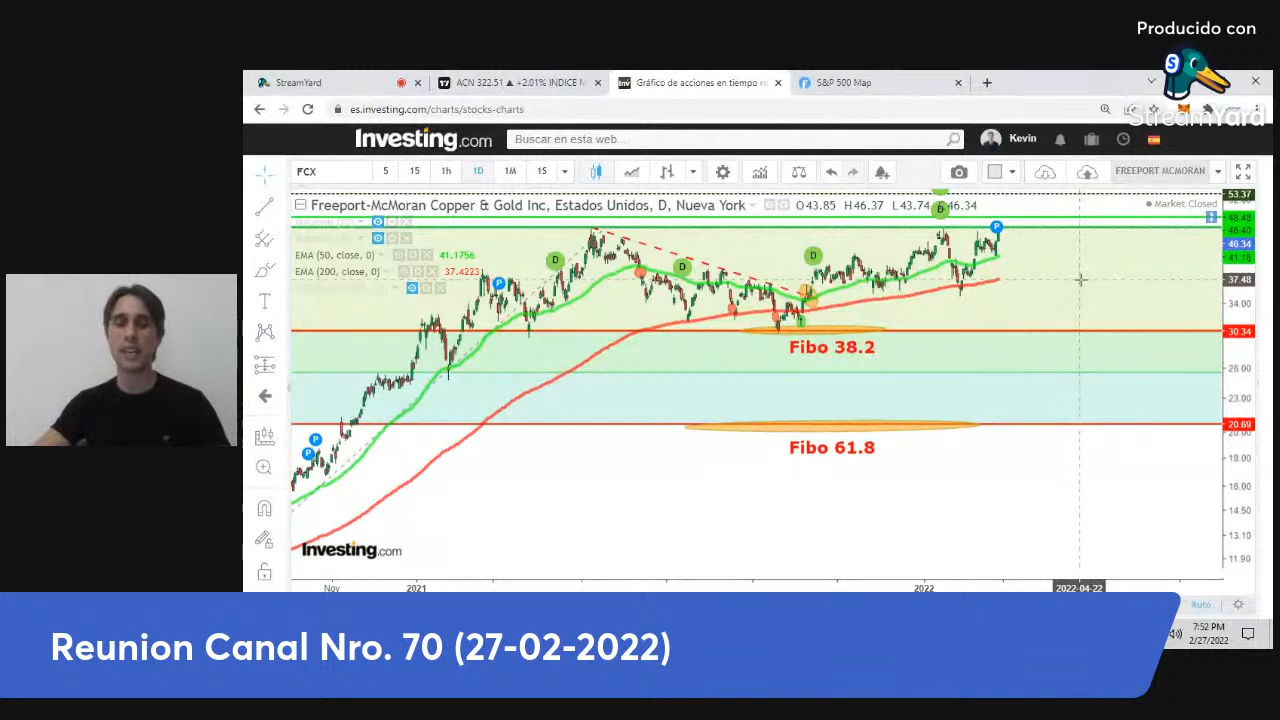 Producido con
StreamYard
StreamYard
ACN 322.51 ▲ +2.01% INDICE M
Gráfico de acciones en tiempo re
S&P 500 Map
es.investing.com/charts/stocks-charts
Investing.com
Buscar en esta web...
Kevin
FCX
5
15
1h
1D
1M
1S
FREEPORT MCMORAN
Freeport-McMoran Copper & Gold Inc, Estados Unidos, D, Nueva York
O43.85 H46.37 L43.74 46.34
Market Closed
EMA (50, close, 0)
41.1756
EMA (200, close, 0)
37.4223
D
D
D
D
P
P
P
P
53.37
48.48
46.40
46.34
41.18
37.48
34.00
30.34
26.00
23.00
20.69
20.00
18.00
16.00
14.50
13.10
11.90
Fibo 38.2
Fibo 61.8
Investing.com
Nov
2021
2022
2022-04-22
Auto
7:52 PM
2/27/2022
Reunion Canal Nro. 70 (27-02-2022)